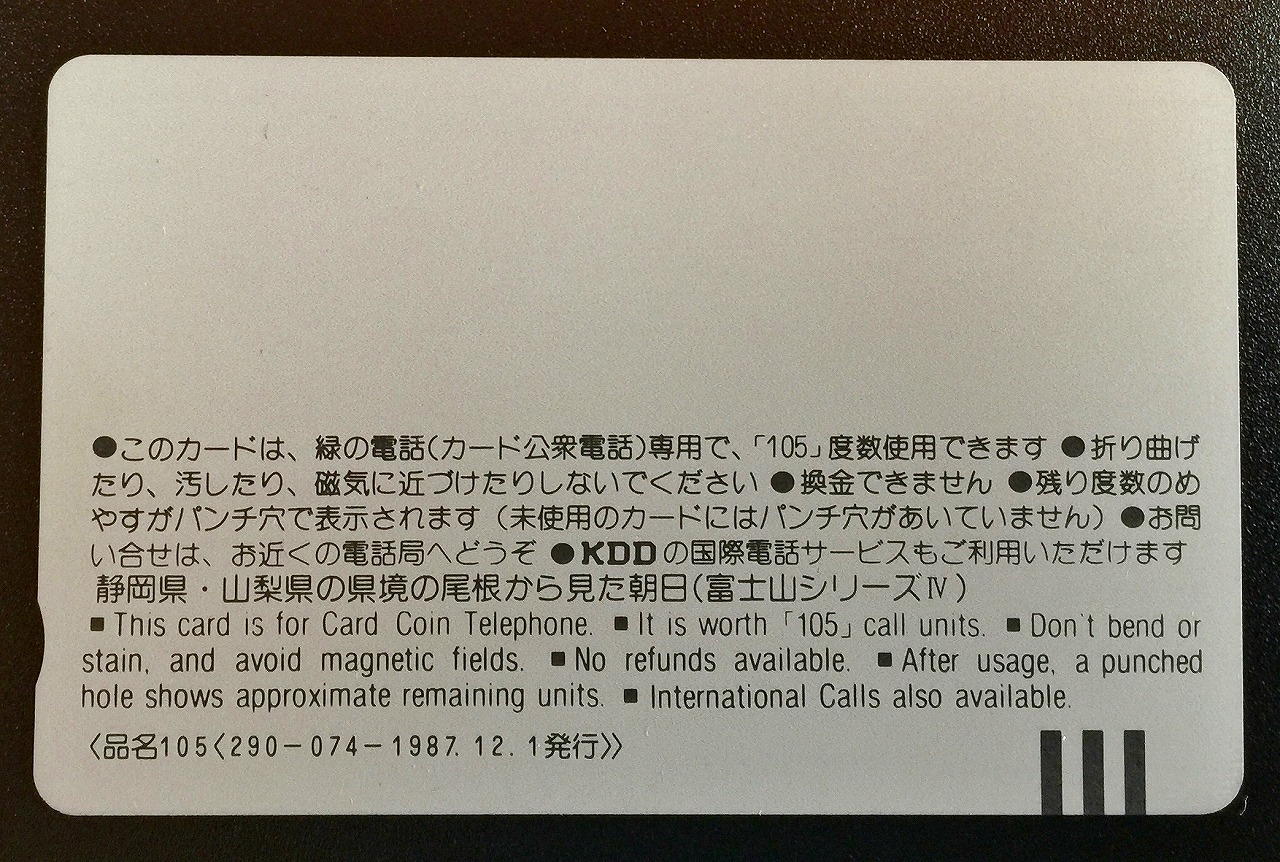 ●このカードは、緑の電話(カード公衆電話)専用で、「105」度数使用できます ●折り曲げ
たり、汚したり、磁気に近づけたりしないでください ●換金できません ●残り度数のめ
やすがパンチ穴で表示されます（未使用のカードにはパンチ穴があいていません）●お問
い合せは、お近くの電話局へどうぞ ●KDDの国際電話サービスもご利用いただけます
静岡県・山梨県の県境の尾根から見た朝日(富士山シリーズⅣ)
■This card is for Card Coin Telephone. ■It is worth「105」call units. ■Don't bend or
stain, and avoid magnetic fields. ■No refunds available. ■After usage, a punched
hole shows approximate remaining units. ■International Calls also available.
〈品名105〈290−074−1987. 12. 1発行〉〉